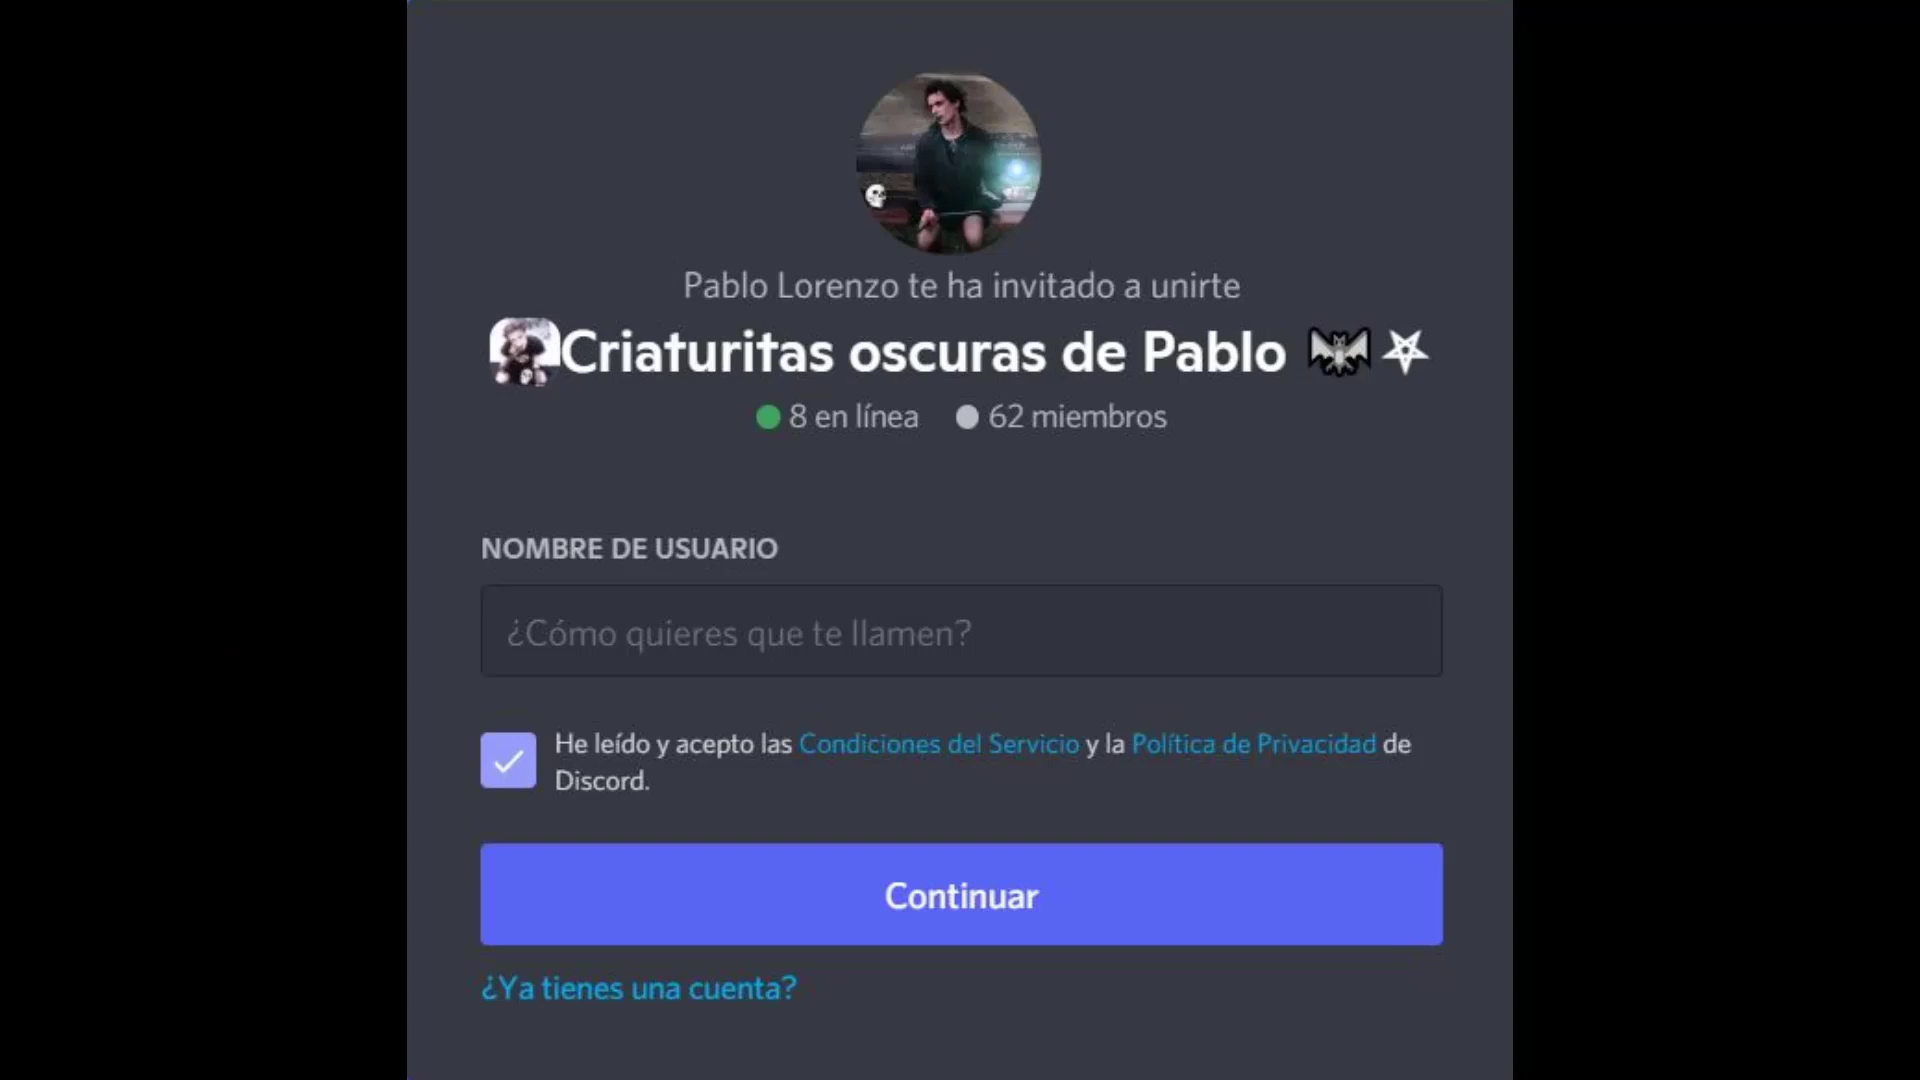 Pablo Lorenzo te ha invitado a unirte
Criaturitas oscuras de Pablo
8 en línea 62 miembros
NOMBRE DE USUARIO
¿Cómo quieres que te llamen?
He leído y acepto las Condiciones del Servicio y la Política de Privacidad de
Discord.
Continuar
¿Ya tienes una cuenta?